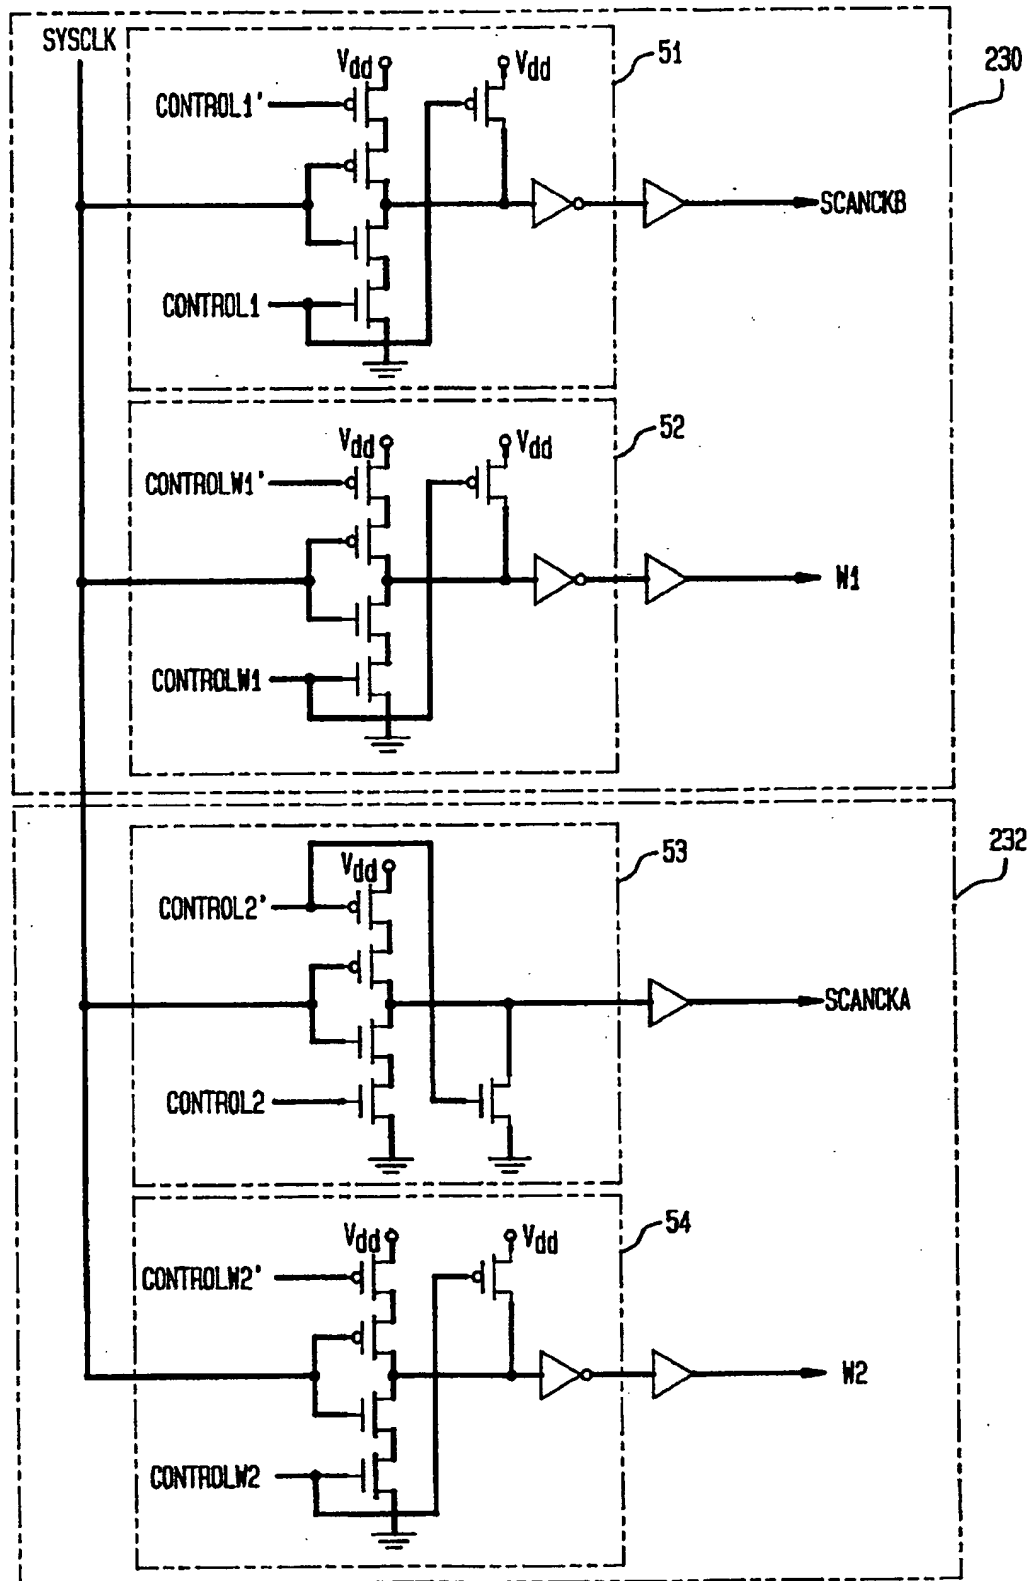 SYSCLK
Vdd
Vdd
51
230
CONTROL1'
SCANCKB
CONTROL1
Vdd
Vdd
52
CONTROLW1'
W1
CONTROLW1
Vdd
53
232
CONTROL2'
SCANCKA
CONTROL2
Vdd
Vdd
54
CONTROLW2'
W2
CONTROLW2